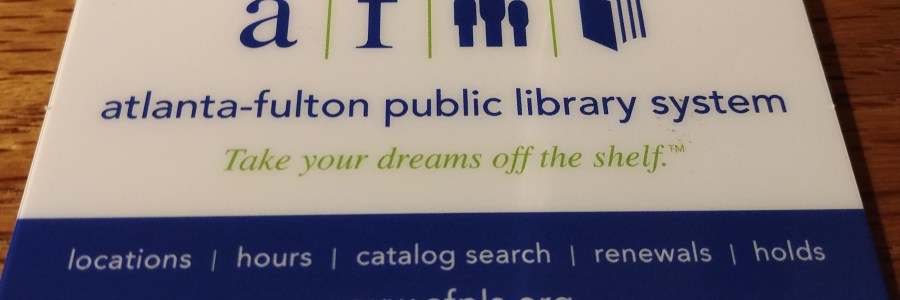 a | f
atlanta-fulton public library system
Take your dreams off the shelf.™
locations | hours | catalog search | renewals | holds